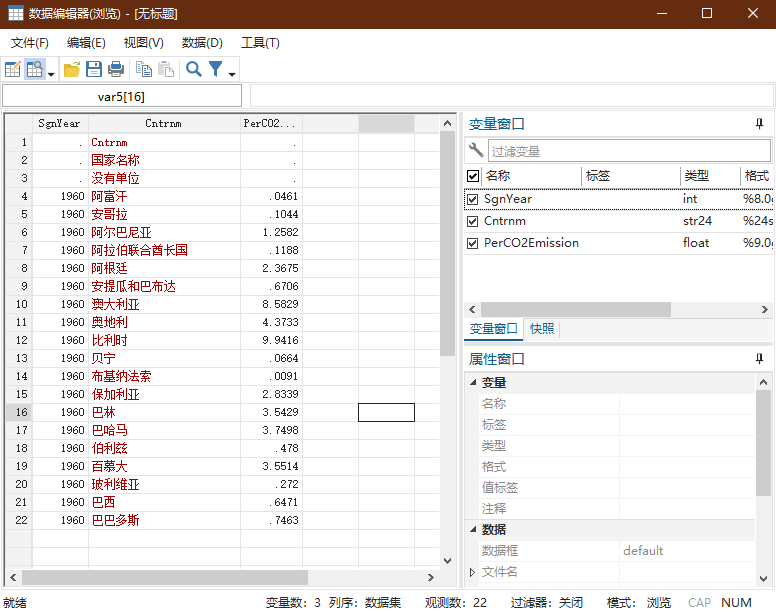 数据编辑器(浏览) - [无标题]
文件(F) 编辑(E) 视图(V) 数据(D) 工具(T)
var5[16]
SgnYear Cntrnm PerCO2...
1 . Cntrnm .
2 . 国家名称 .
3 . 没有单位 .
4 1960 阿富汗 .0461
5 1960 安哥拉 .1044
6 1960 阿尔巴尼亚 1.2582
7 1960 阿拉伯联合酋长国 .1188
8 1960 阿根廷 2.3675
9 1960 安提瓜和巴布达 .6706
10 1960 澳大利亚 8.5829
11 1960 奥地利 4.3733
12 1960 比利时 9.9416
13 1960 贝宁 .0664
14 1960 布基纳法索 .0091
15 1960 保加利亚 2.8339
16 1960 巴林 3.5429
17 1960 巴哈马 3.7498
18 1960 伯利兹 .478
19 1960 百慕大 3.5514
20 1960 玻利维亚 .272
21 1960 巴西 .6471
22 1960 巴巴多斯 .7463
变量窗口
过滤变量
名称 标签 类型 格式
SgnYear int %8.0g
Cntrnm str24 %24s
PerCO2Emission float %9.0g
变量窗口 快照
属性窗口
变量
名称
标签
类型
格式
值标签
注释
数据
数据框 default
文件名
就绪 变量数: 3 列序: 数据集 观测数: 22 过滤器: 关闭 模式: 浏览 CAP NUM